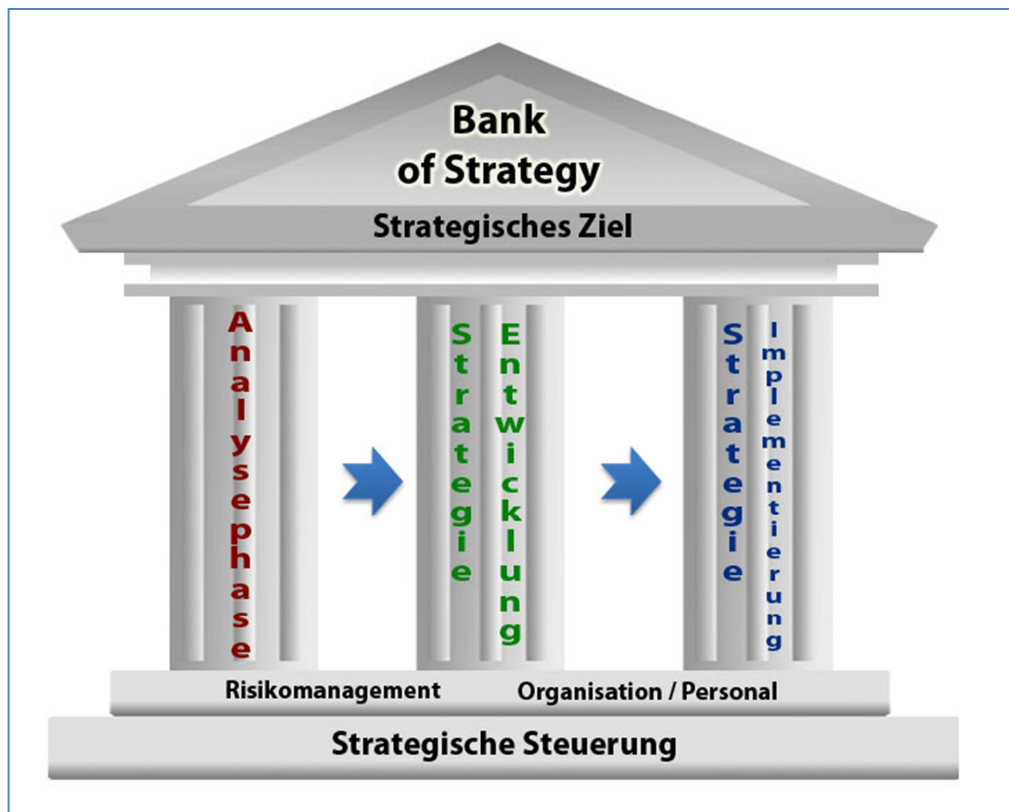 Bank
of Strategy
Strategisches Ziel
Analysephase
Strategie
Entwicklung
Strategie
Implementierung
Risikomanagement
Organisation / Personal
Strategische Steuerung